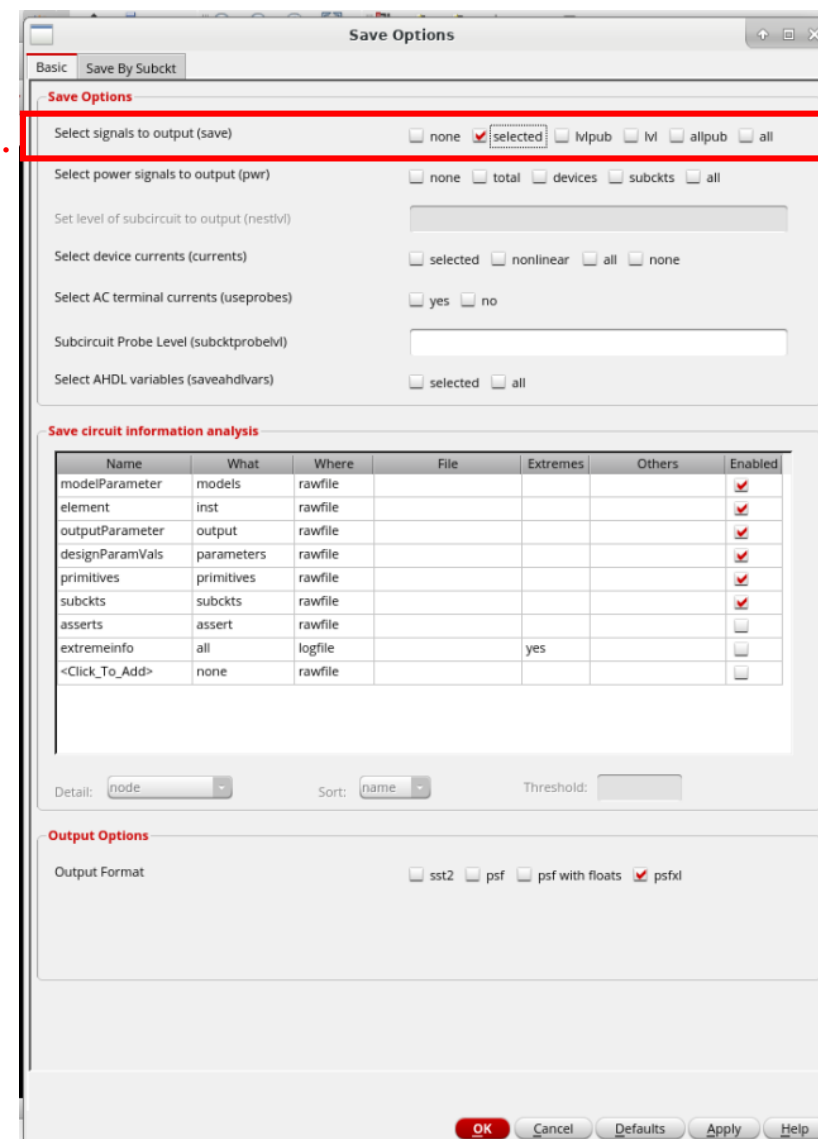 Save Options
Basic Save By Subckt
Save Options
Select signals to output (save) none selected lvlpub lvl allpub all
Select power signals to output (pwr) none total devices subckts all
Set level of subcircuit to output (nestlvl)
Select device currents (currents) selected nonlinear all none
Select AC terminal currents (useprobes) yes no
Subcircuit Probe Level (subcktprobelvl)
Select AHDL variables (saveahdlvars) selected all
Save circuit information analysis
Name What Where File Extremes Others Enabled
modelParameter models rawfile
element inst rawfile
outputParameter output rawfile
designParamVals parameters rawfile
primitives primitives rawfile
subckts subckts rawfile
asserts assert rawfile
extremeinfo all logfile yes
<Click_To_Add> none rawfile
Detail: node Sort: name Threshold:
Output Options
Output Format sst2 psf psf with floats psfxl
OK Cancel Defaults Apply Help